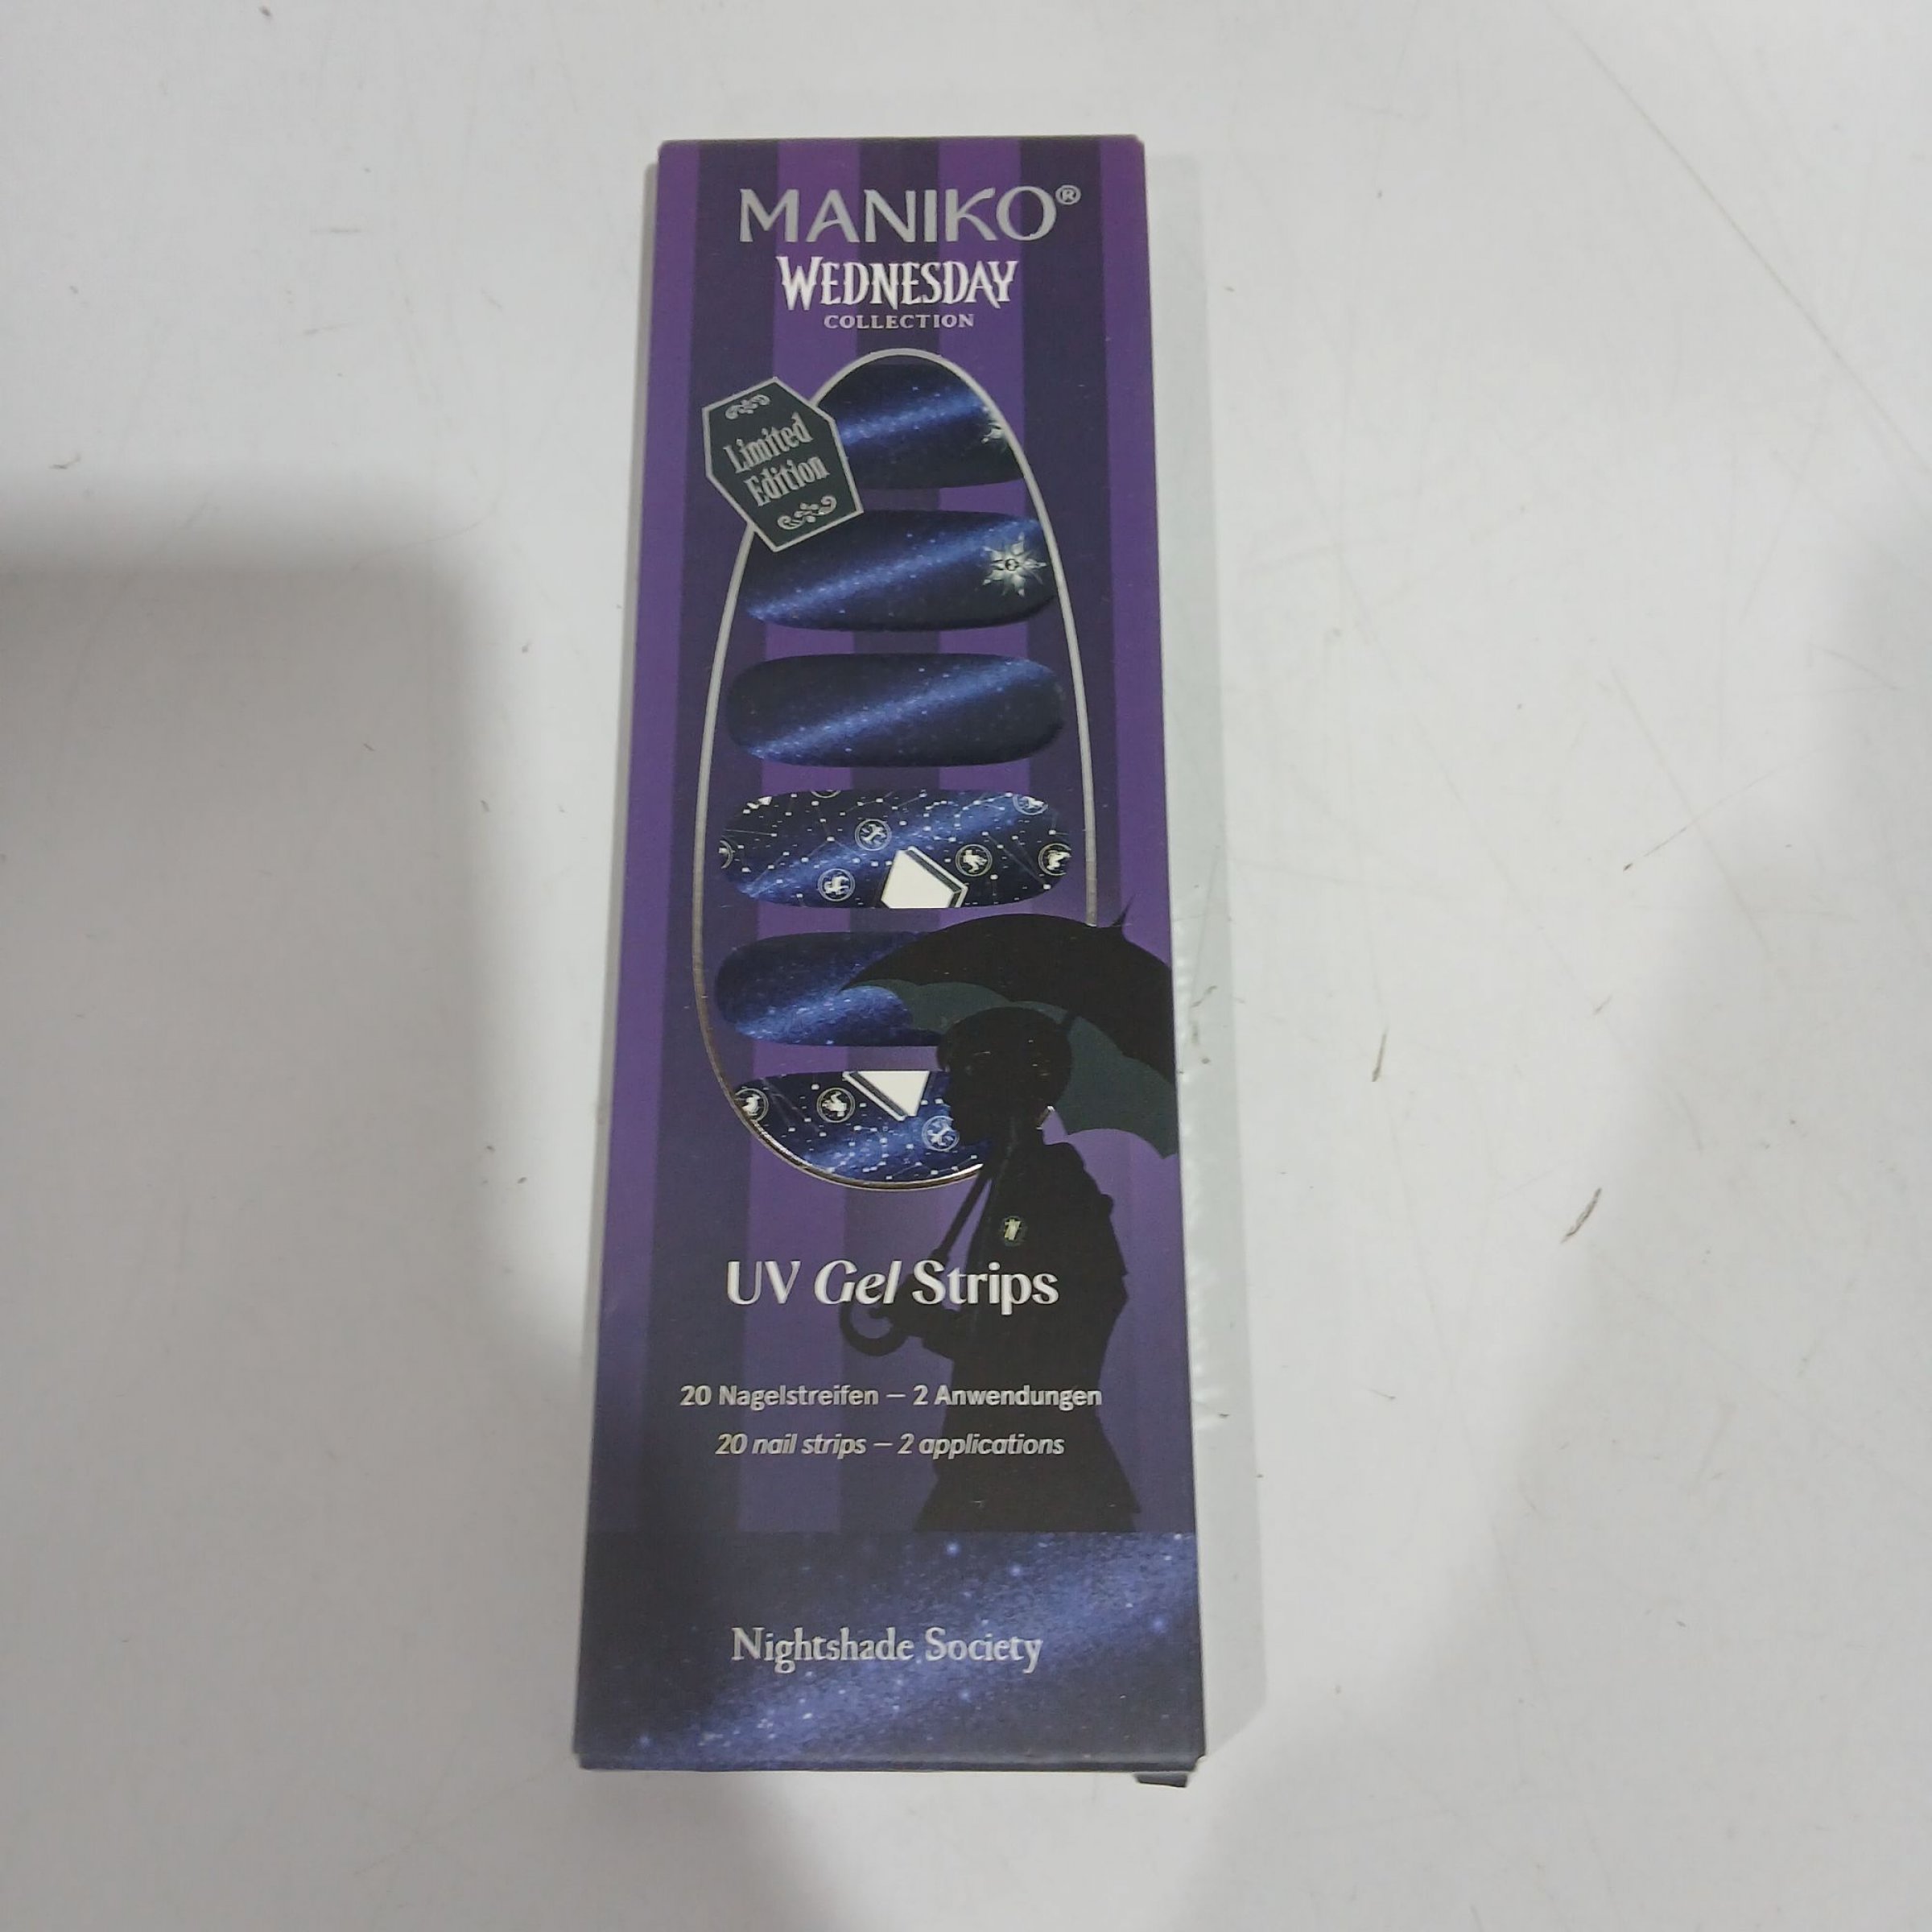 MANIKO®
WEDNESDAY
COLLECTION
Limited
Edition
UV Gel Strips
20 Nagelstreifen – 2 Anwendungen
20 nail strips – 2 applications
Nightshade Society